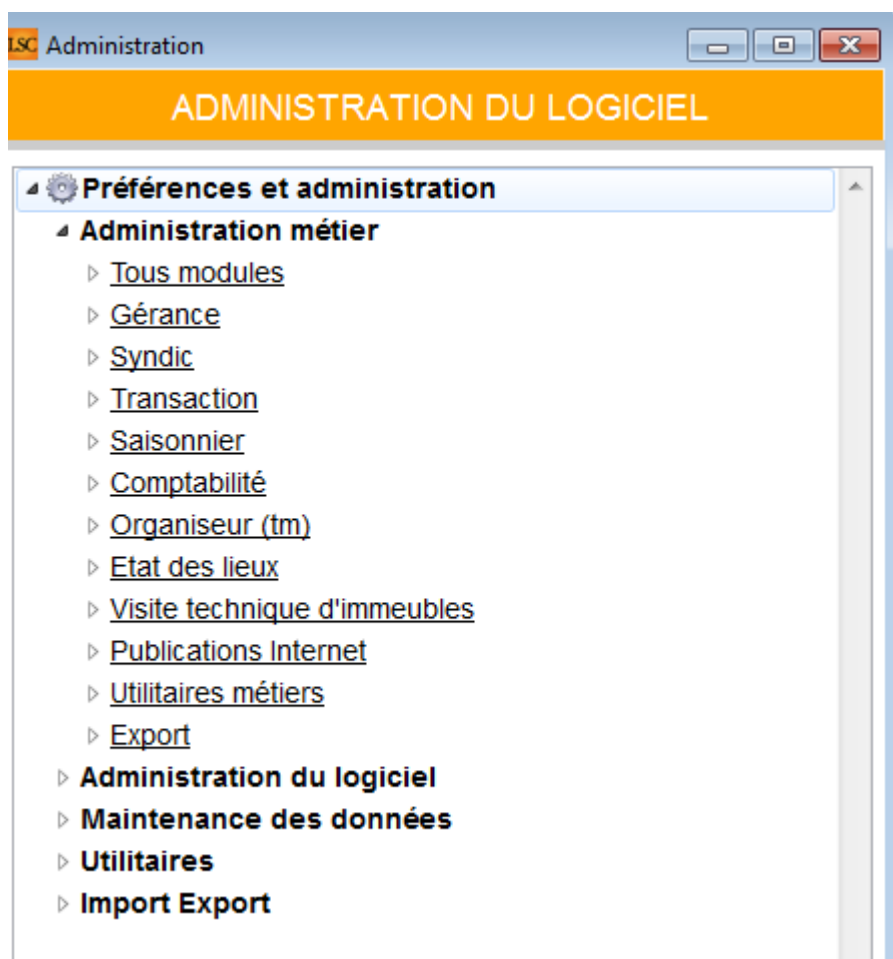 LSC Administration
ADMINISTRATION DU LOGICIEL
Préférences et administration
Administration métier
Tous modules
Gérance
Syndic
Transaction
Saisonnier
Comptabilité
Organiseur (tm)
Etat des lieux
Visite technique d'immeubles
Publications Internet
Utilitaires métiers
Export
Administration du logiciel
Maintenance des données
Utilitaires
Import Export